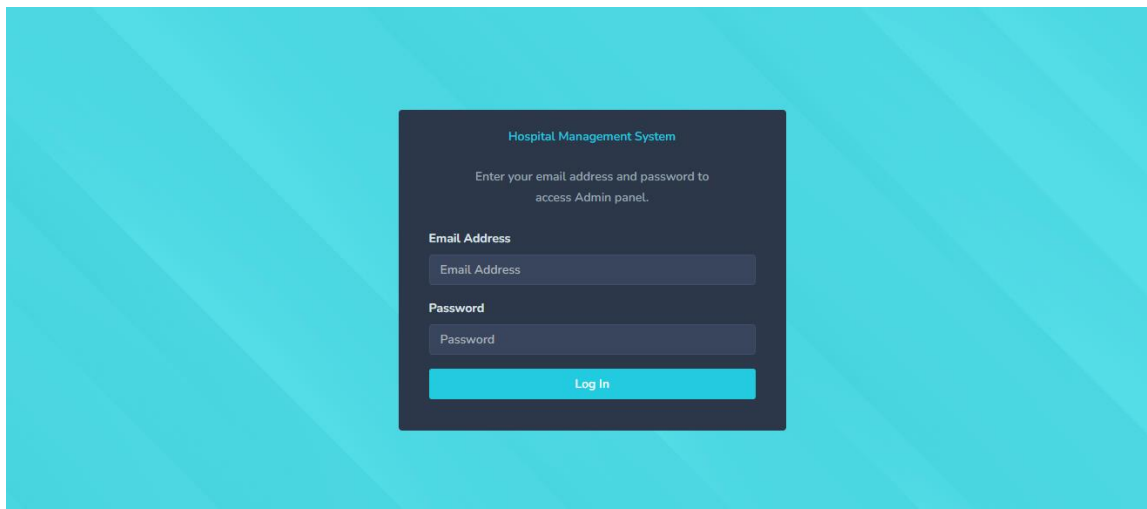 Hospital Management System
Enter your email address and password to
access Admin panel.
Email Address
Email Address
Password
Password
Log In